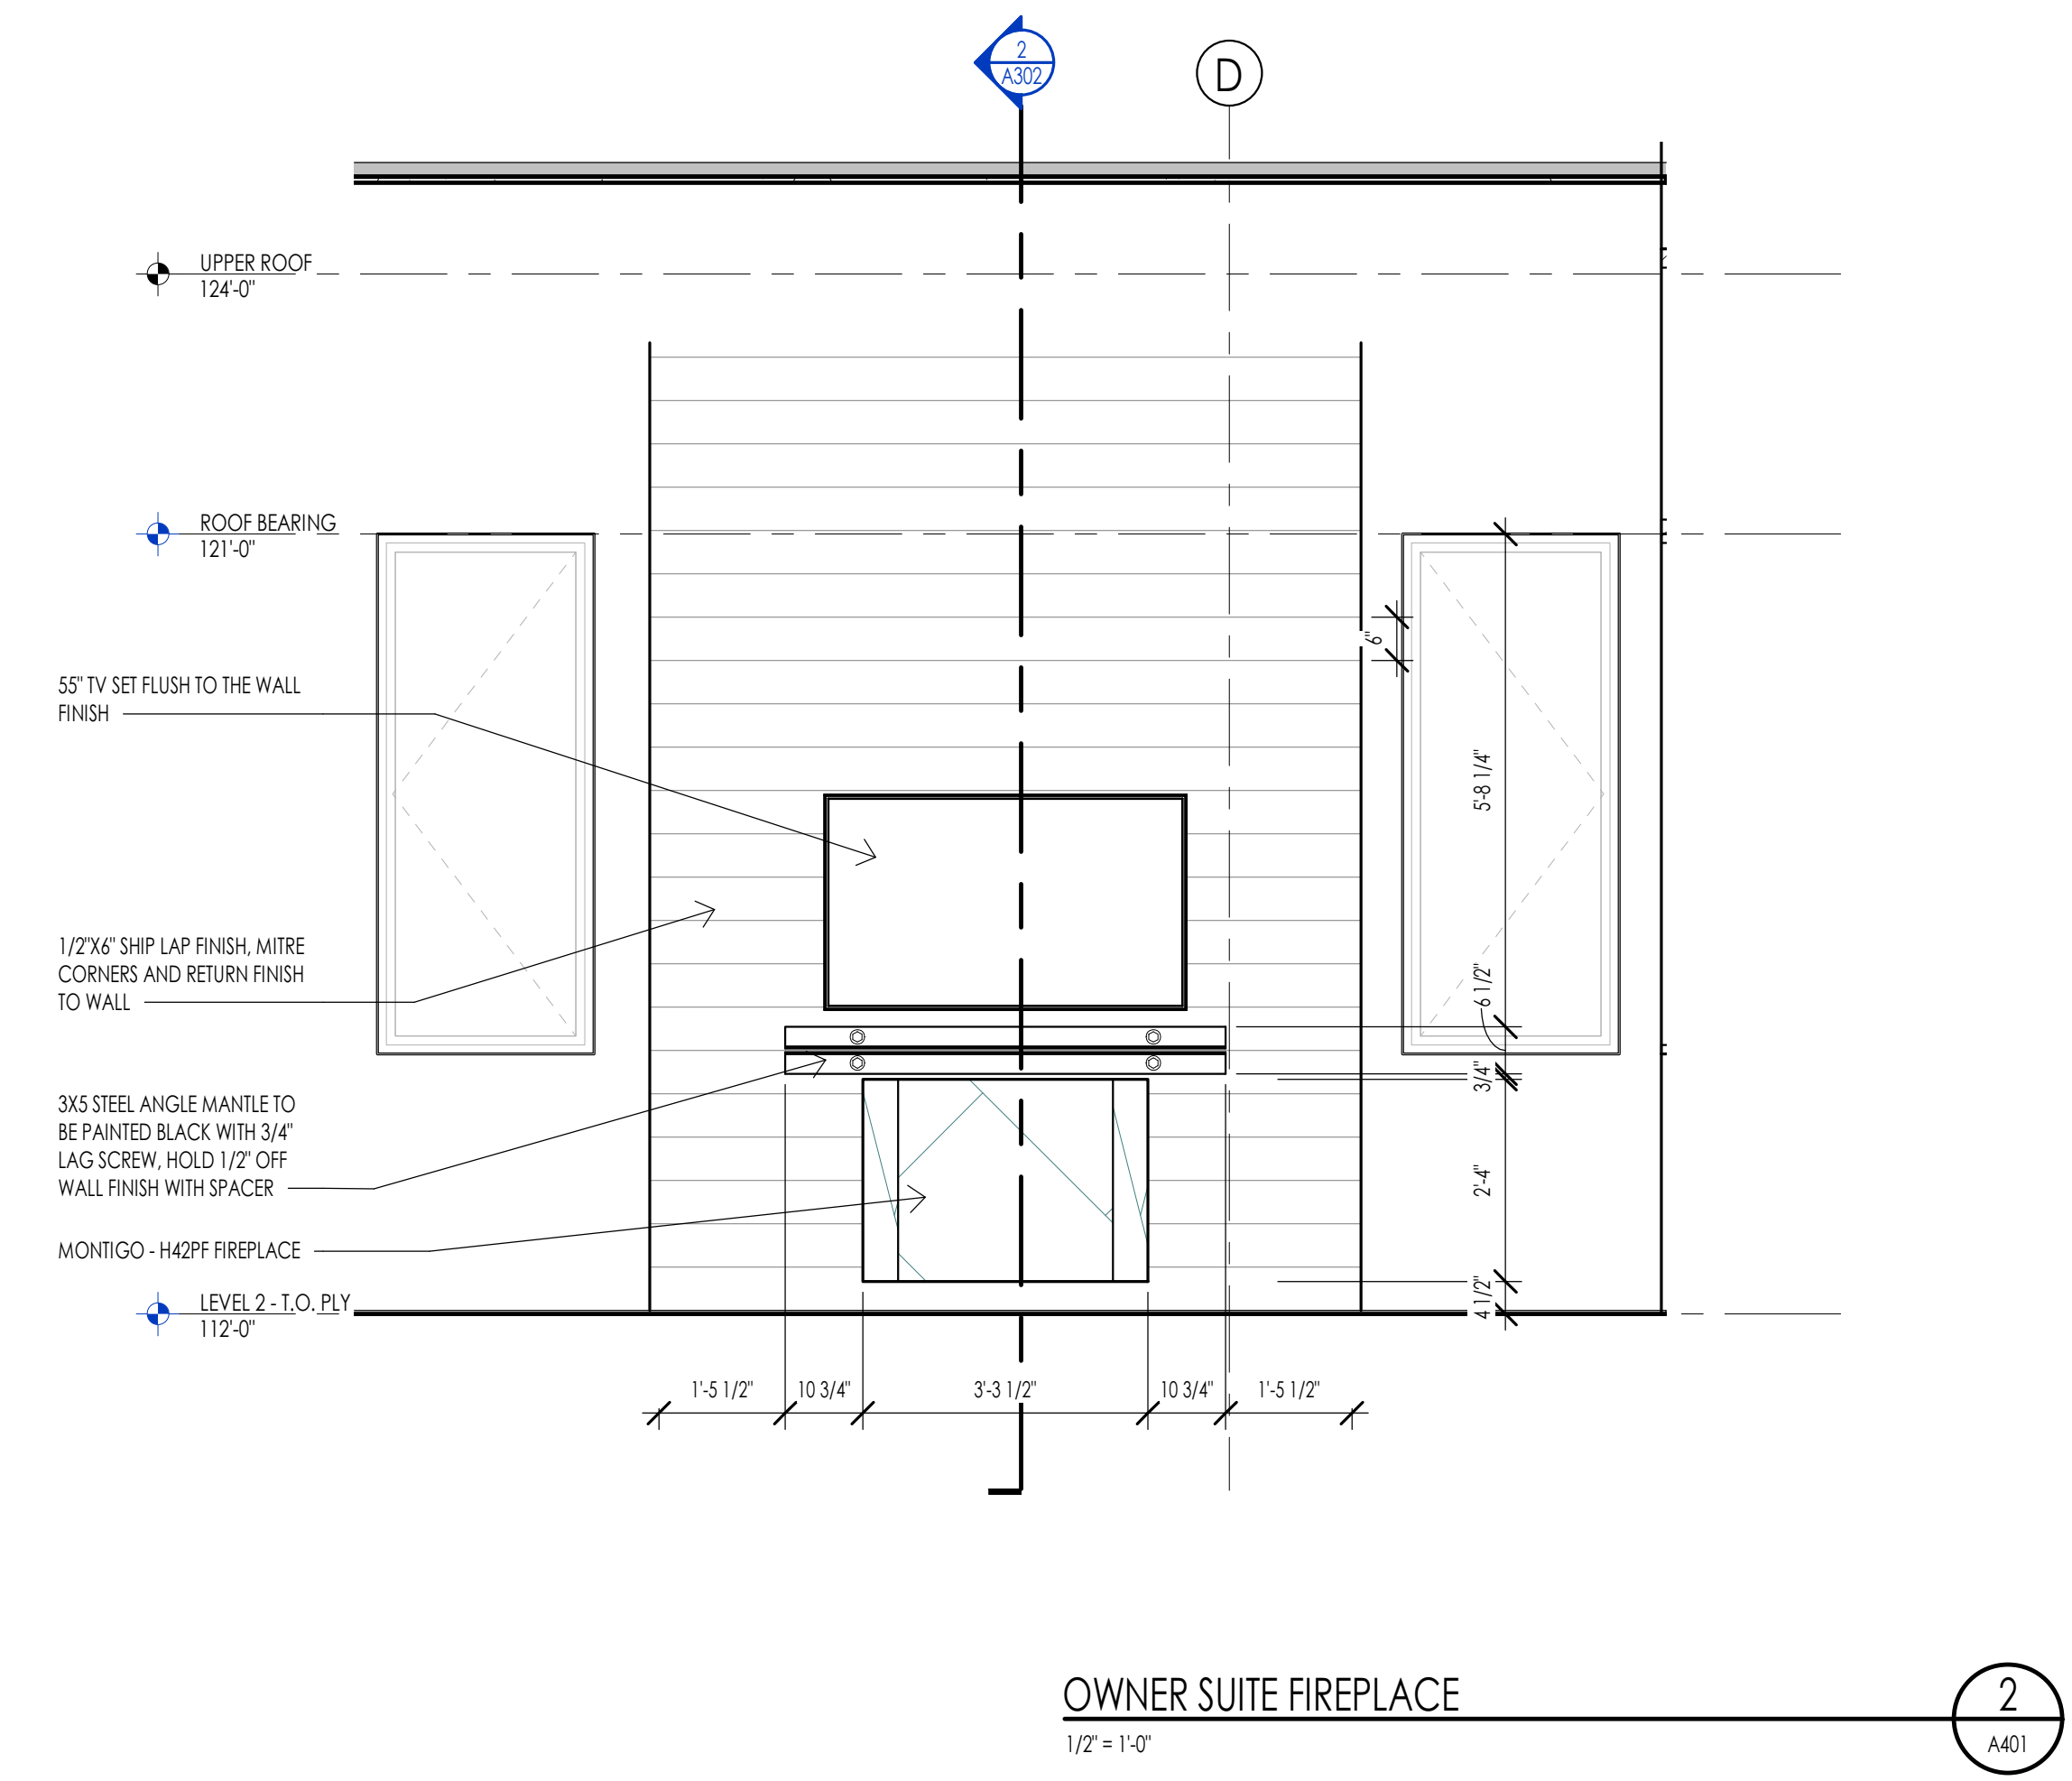 2
A302
D
UPPER ROOF
124'-0"
ROOF BEARING
121'-0"
6"
55" TV SET FLUSH TO THE WALL
FINISH
5'-8 1/4"
1/2"X6" SHIP LAP FINISH, MITRE
CORNERS AND RETURN FINISH
TO WALL
6 1/2"
3/4"
3X5 STEEL ANGLE MANTLE TO
BE PAINTED BLACK WITH 3/4"
LAG SCREW, HOLD 1/2" OFF
WALL FINISH WITH SPACER
2'-4"
MONTIGO - H42PF FIREPLACE
4 1/2"
LEVEL 2 - T.O. PLY
112'-0"
1'-5 1/2" 10 3/4" 3'-3 1/2" 10 3/4" 1'-5 1/2"
OWNER SUITE FIREPLACE
1/2" = 1'-0"
2
A401